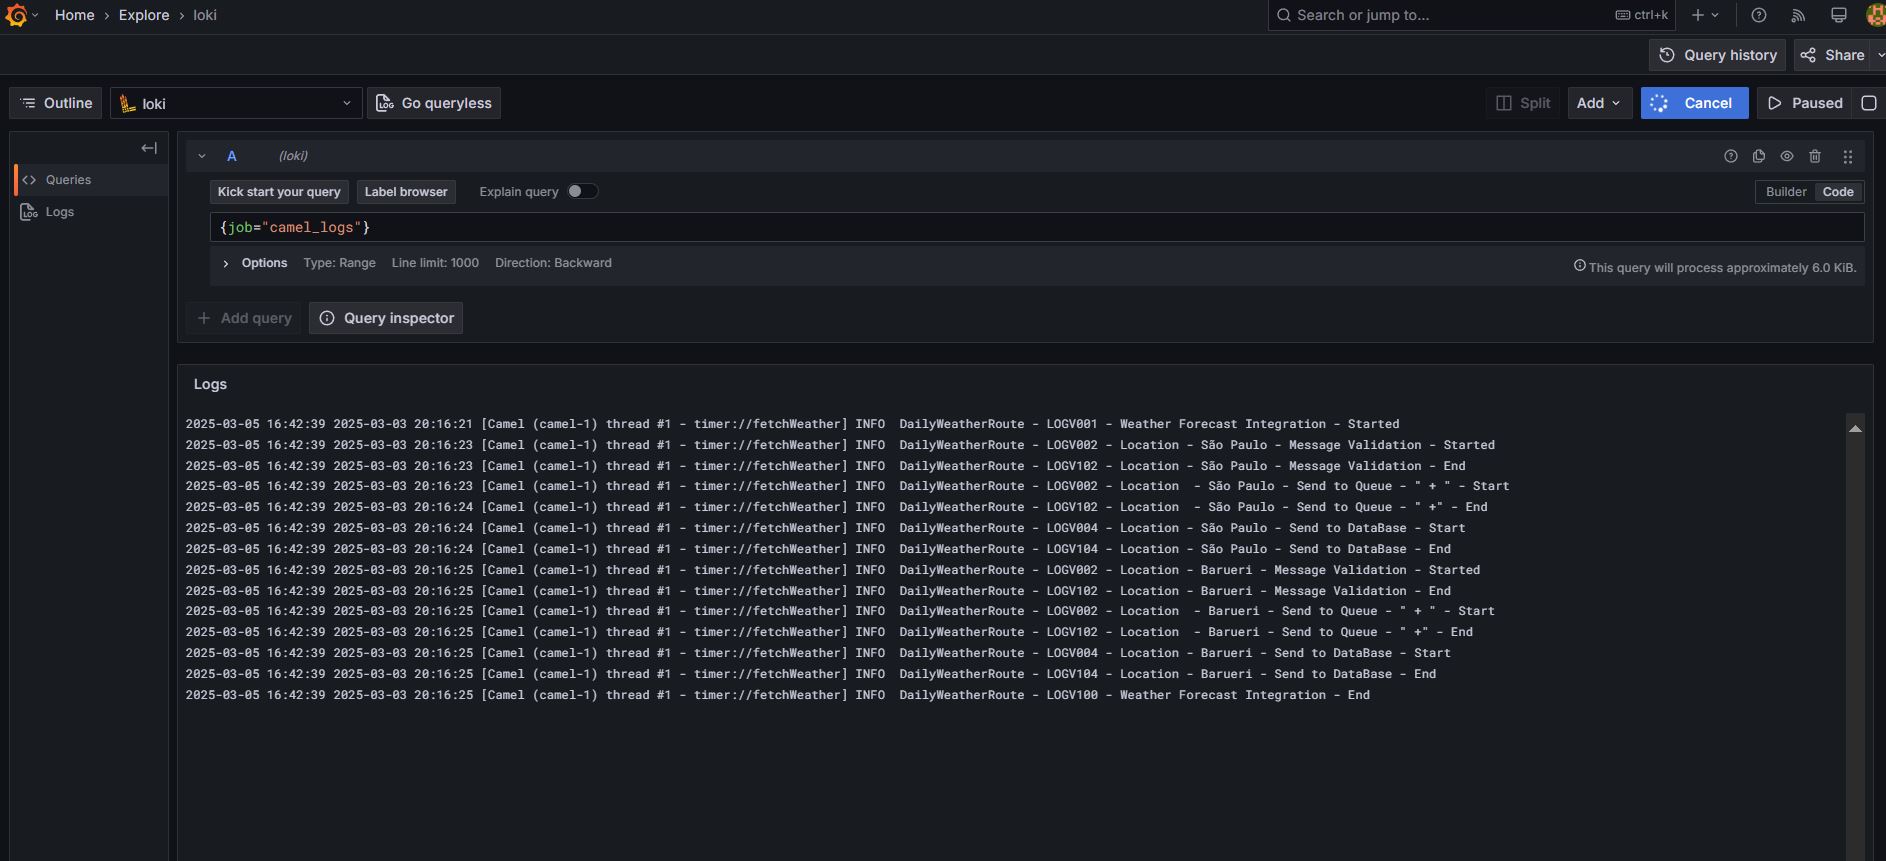 Home › Explore › loki
Search or jump to... ctrl+k
Query history Share
Outline loki Go queryless Split Add Cancel Paused
A (loki)
Queries
Kick start your query Label browser Explain query Builder Code
Logs
{job="camel_logs"}
Options Type: Range Line limit: 1000 Direction: Backward This query will process approximately 6.0 KiB.
+ Add query Query inspector
Logs
2025-03-05 16:42:39 2025-03-03 20:16:21 [Camel (camel-1) thread #1 - timer://fetchWeather] INFO  DailyWeatherRoute - LOGV001 - Weather Forecast Integration - Started
2025-03-05 16:42:39 2025-03-03 20:16:23 [Camel (camel-1) thread #1 - timer://fetchWeather] INFO  DailyWeatherRoute - LOGV002 - Location - São Paulo - Message Validation - Started
2025-03-05 16:42:39 2025-03-03 20:16:23 [Camel (camel-1) thread #1 - timer://fetchWeather] INFO  DailyWeatherRoute - LOGV102 - Location - São Paulo - Message Validation - End
2025-03-05 16:42:39 2025-03-03 20:16:23 [Camel (camel-1) thread #1 - timer://fetchWeather] INFO  DailyWeatherRoute - LOGV002 - Location  - São Paulo - Send to Queue - " + " - Start
2025-03-05 16:42:39 2025-03-03 20:16:24 [Camel (camel-1) thread #1 - timer://fetchWeather] INFO  DailyWeatherRoute - LOGV102 - Location  - São Paulo - Send to Queue - " +" - End
2025-03-05 16:42:39 2025-03-03 20:16:24 [Camel (camel-1) thread #1 - timer://fetchWeather] INFO  DailyWeatherRoute - LOGV004 - Location - São Paulo - Send to DataBase - Start
2025-03-05 16:42:39 2025-03-03 20:16:24 [Camel (camel-1) thread #1 - timer://fetchWeather] INFO  DailyWeatherRoute - LOGV104 - Location - São Paulo - Send to DataBase - End
2025-03-05 16:42:39 2025-03-03 20:16:25 [Camel (camel-1) thread #1 - timer://fetchWeather] INFO  DailyWeatherRoute - LOGV002 - Location - Barueri - Message Validation - Started
2025-03-05 16:42:39 2025-03-03 20:16:25 [Camel (camel-1) thread #1 - timer://fetchWeather] INFO  DailyWeatherRoute - LOGV102 - Location - Barueri - Message Validation - End
2025-03-05 16:42:39 2025-03-03 20:16:25 [Camel (camel-1) thread #1 - timer://fetchWeather] INFO  DailyWeatherRoute - LOGV002 - Location  - Barueri - Send to Queue - " + " - Start
2025-03-05 16:42:39 2025-03-03 20:16:25 [Camel (camel-1) thread #1 - timer://fetchWeather] INFO  DailyWeatherRoute - LOGV102 - Location  - Barueri - Send to Queue - " +" - End
2025-03-05 16:42:39 2025-03-03 20:16:25 [Camel (camel-1) thread #1 - timer://fetchWeather] INFO  DailyWeatherRoute - LOGV004 - Location - Barueri - Send to DataBase - Start
2025-03-05 16:42:39 2025-03-03 20:16:25 [Camel (camel-1) thread #1 - timer://fetchWeather] INFO  DailyWeatherRoute - LOGV104 - Location - Barueri - Send to DataBase - End
2025-03-05 16:42:39 2025-03-03 20:16:25 [Camel (camel-1) thread #1 - timer://fetchWeather] INFO  DailyWeatherRoute - LOGV100 - Weather Forecast Integration - End